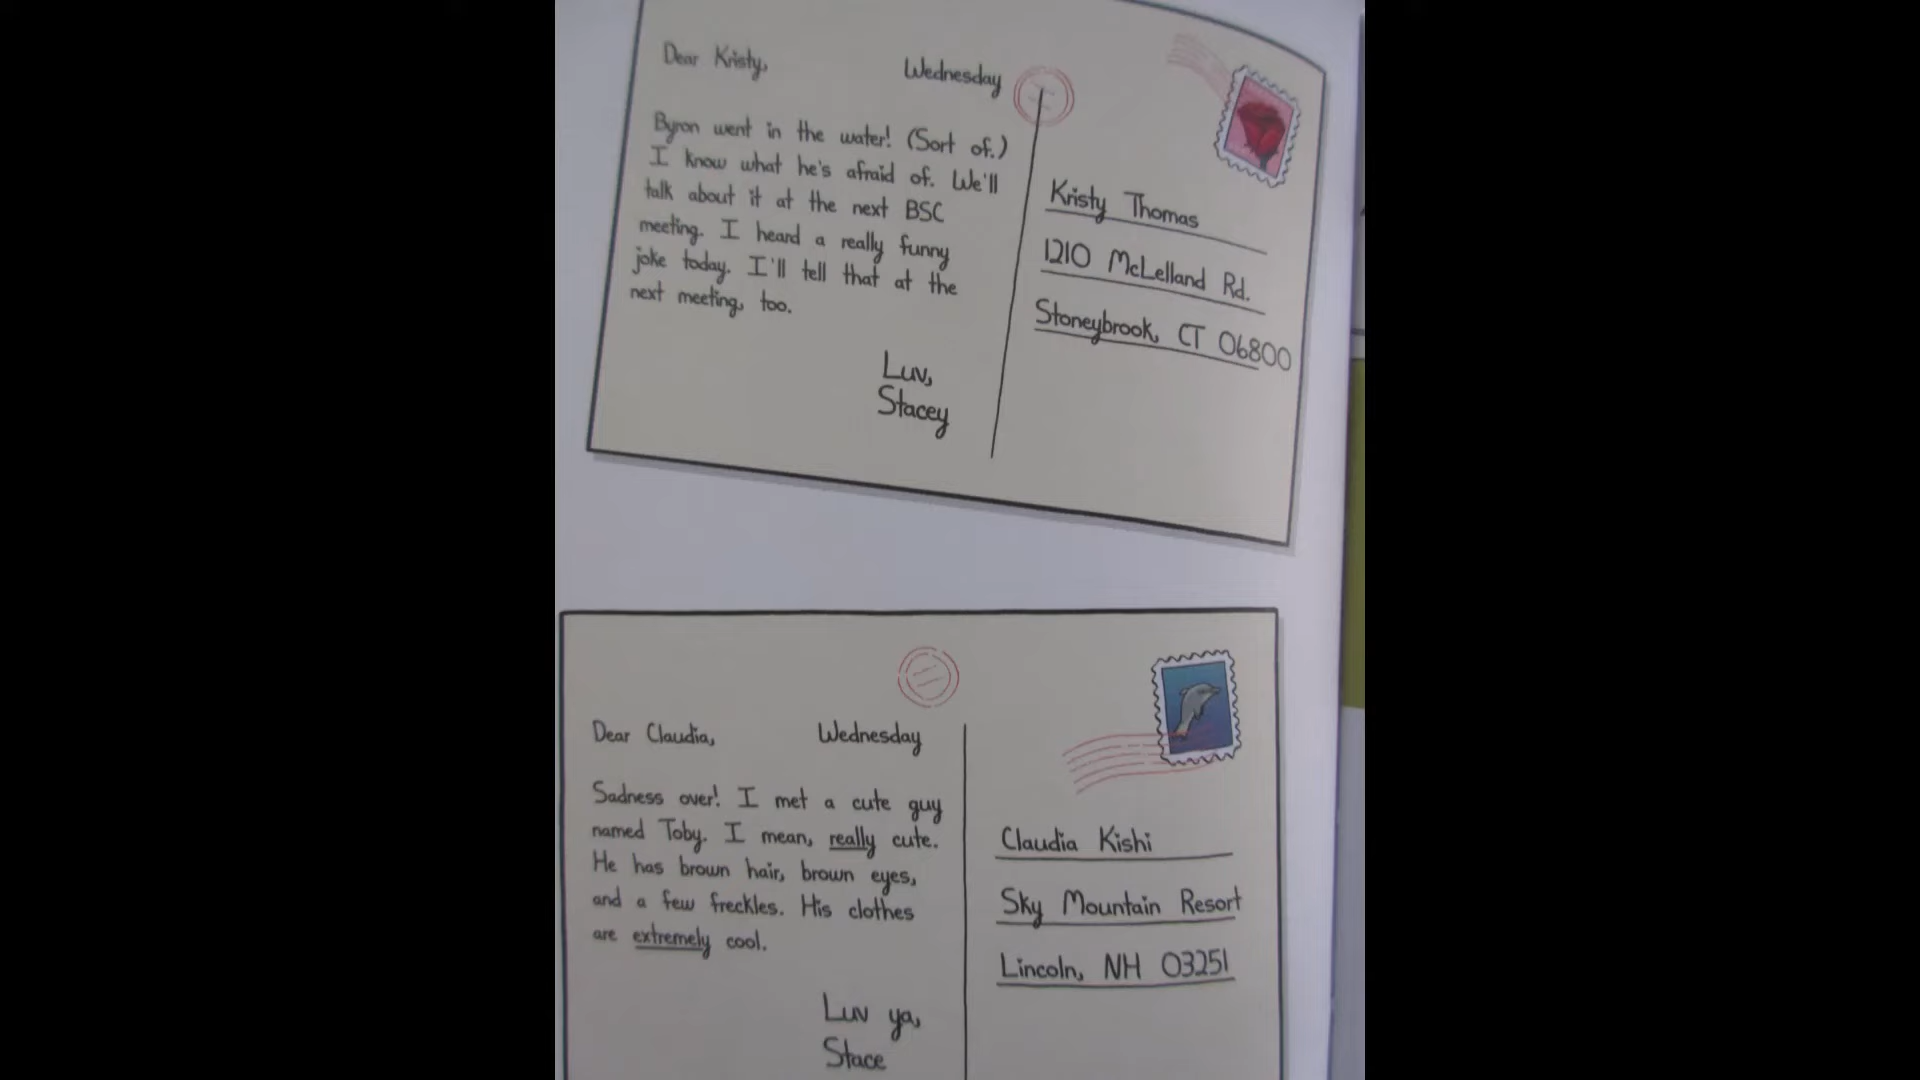 Dear Kristy,
Wednesday
Byron went in the water! (Sort of.)
I know what he's afraid of. We'll
talk about it at the next BSC
meeting. I heard a really funny
joke today. I'll tell that at the
next meeting, too.
Luv,
Stacey
Kristy Thomas
1210 McLelland Rd.
Stoneybrook, CT 06800
Dear Claudia,
Wednesday
Sadness over! I met a cute guy
named Toby. I mean, really cute.
He has brown hair, brown eyes,
and a few freckles. His clothes
are extremely cool.
Luv ya,
Stace
Claudia Kishi
Sky Mountain Resort
Lincoln, NH 03251